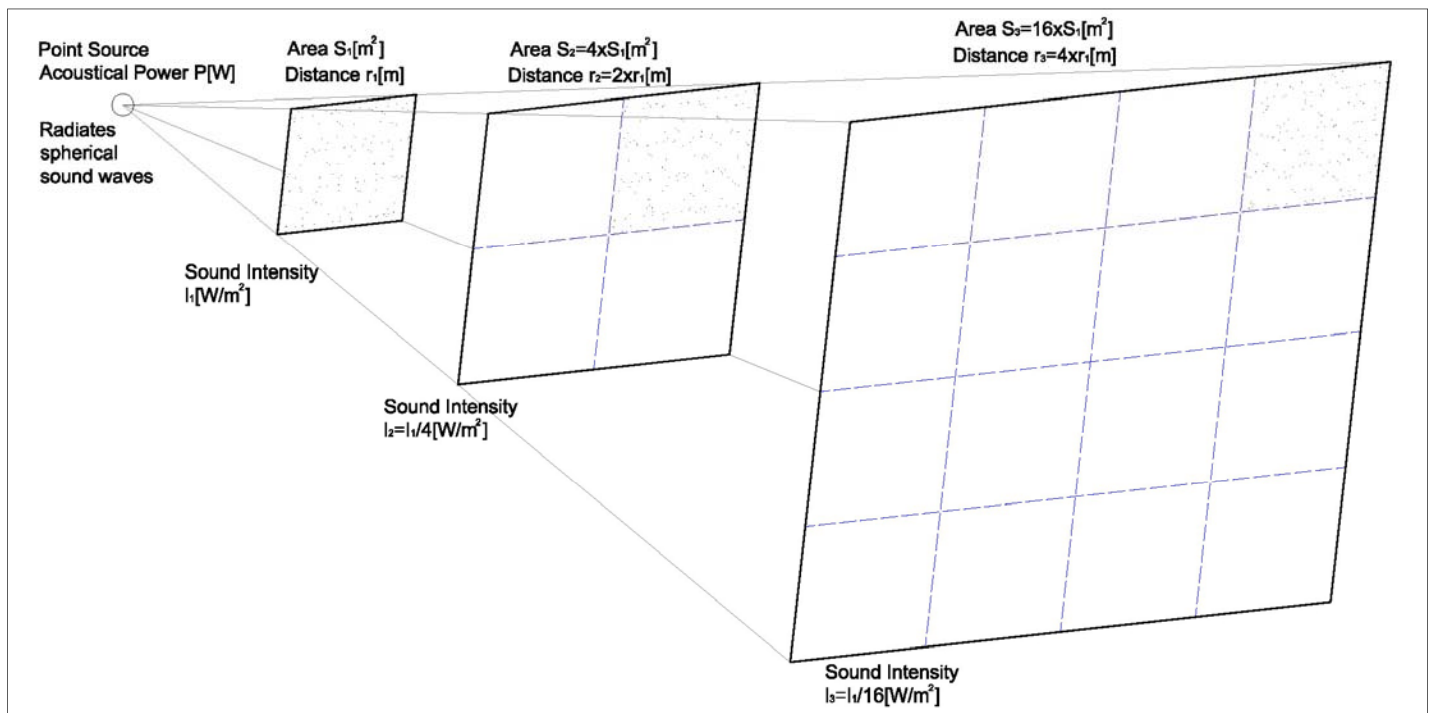 Point Source
Acoustical Power P[W]
Radiates
spherical
sound waves
Area S₁[m²]
Distance r₁[m]
Area S₂=4xS₁[m²]
Distance r₂=2xr₁[m]
Area S₃=16xS₁[m²]
Distance r₃=4xr₁[m]
Sound Intensity
I₁[W/m²]
Sound Intensity
I₂=I₁/4[W/m²]
Sound Intensity
I₃=I₁/16[W/m²]